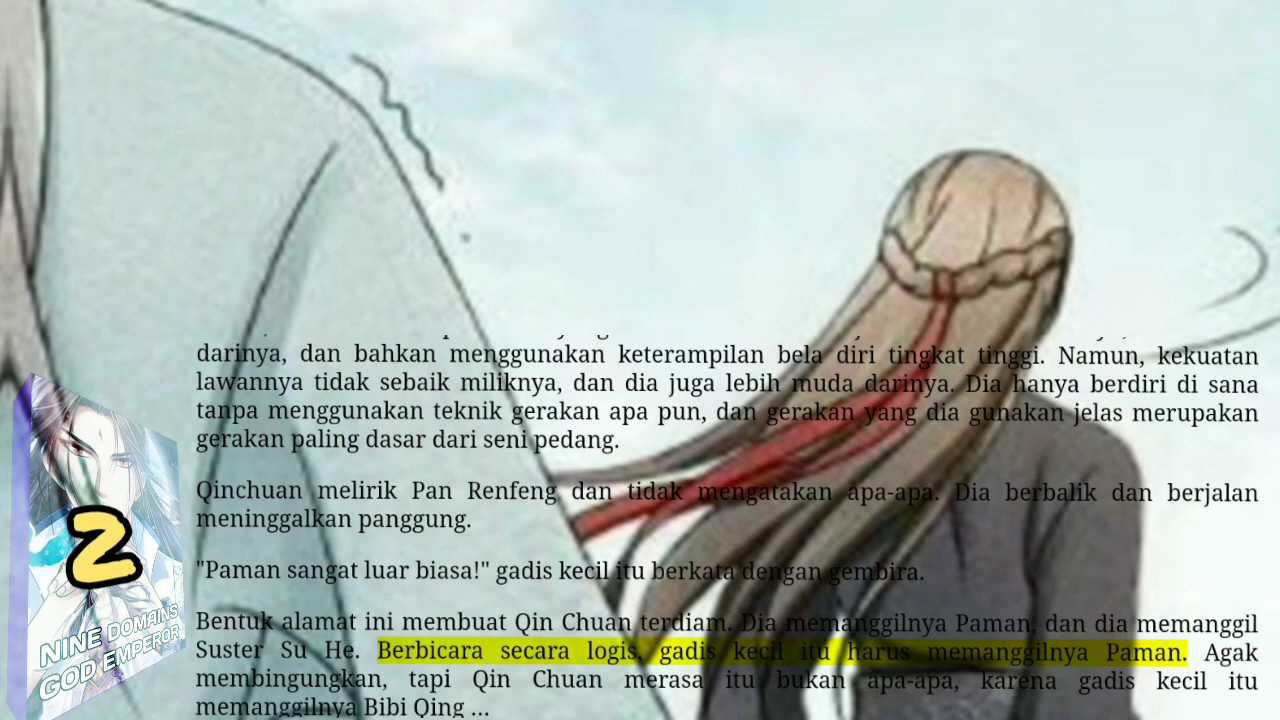 darinya, dan bahkan menggunakan keterampilan bela diri tingkat tinggi. Namun, kekuatan
lawannya tidak sebaik miliknya, dan dia juga lebih muda darinya. Dia hanya berdiri di sana
tanpa menggunakan teknik gerakan apa pun, dan gerakan yang dia gunakan jelas merupakan
gerakan paling dasar dari seni pedang.
Qinchuan melirik Pan Renfeng dan tidak mengatakan apa-apa. Dia berbalik dan berjalan
meninggalkan panggung.
"Paman sangat luar biasa!" gadis kecil itu berkata dengan gembira.
Bentuk alamat ini membuat Qin Chuan terdiam. Dia memanggilnya Paman, dan dia memanggil
Suster Su He. Berbicara secara logis, gadis kecil itu harus memanggilnya Paman. Agak
membingungkan, tapi Qin Chuan merasa itu bukan apa-apa, karena gadis kecil itu
memanggilnya Bibi Qing ...
2
NINE DOMAINS
GOD EMPEROR